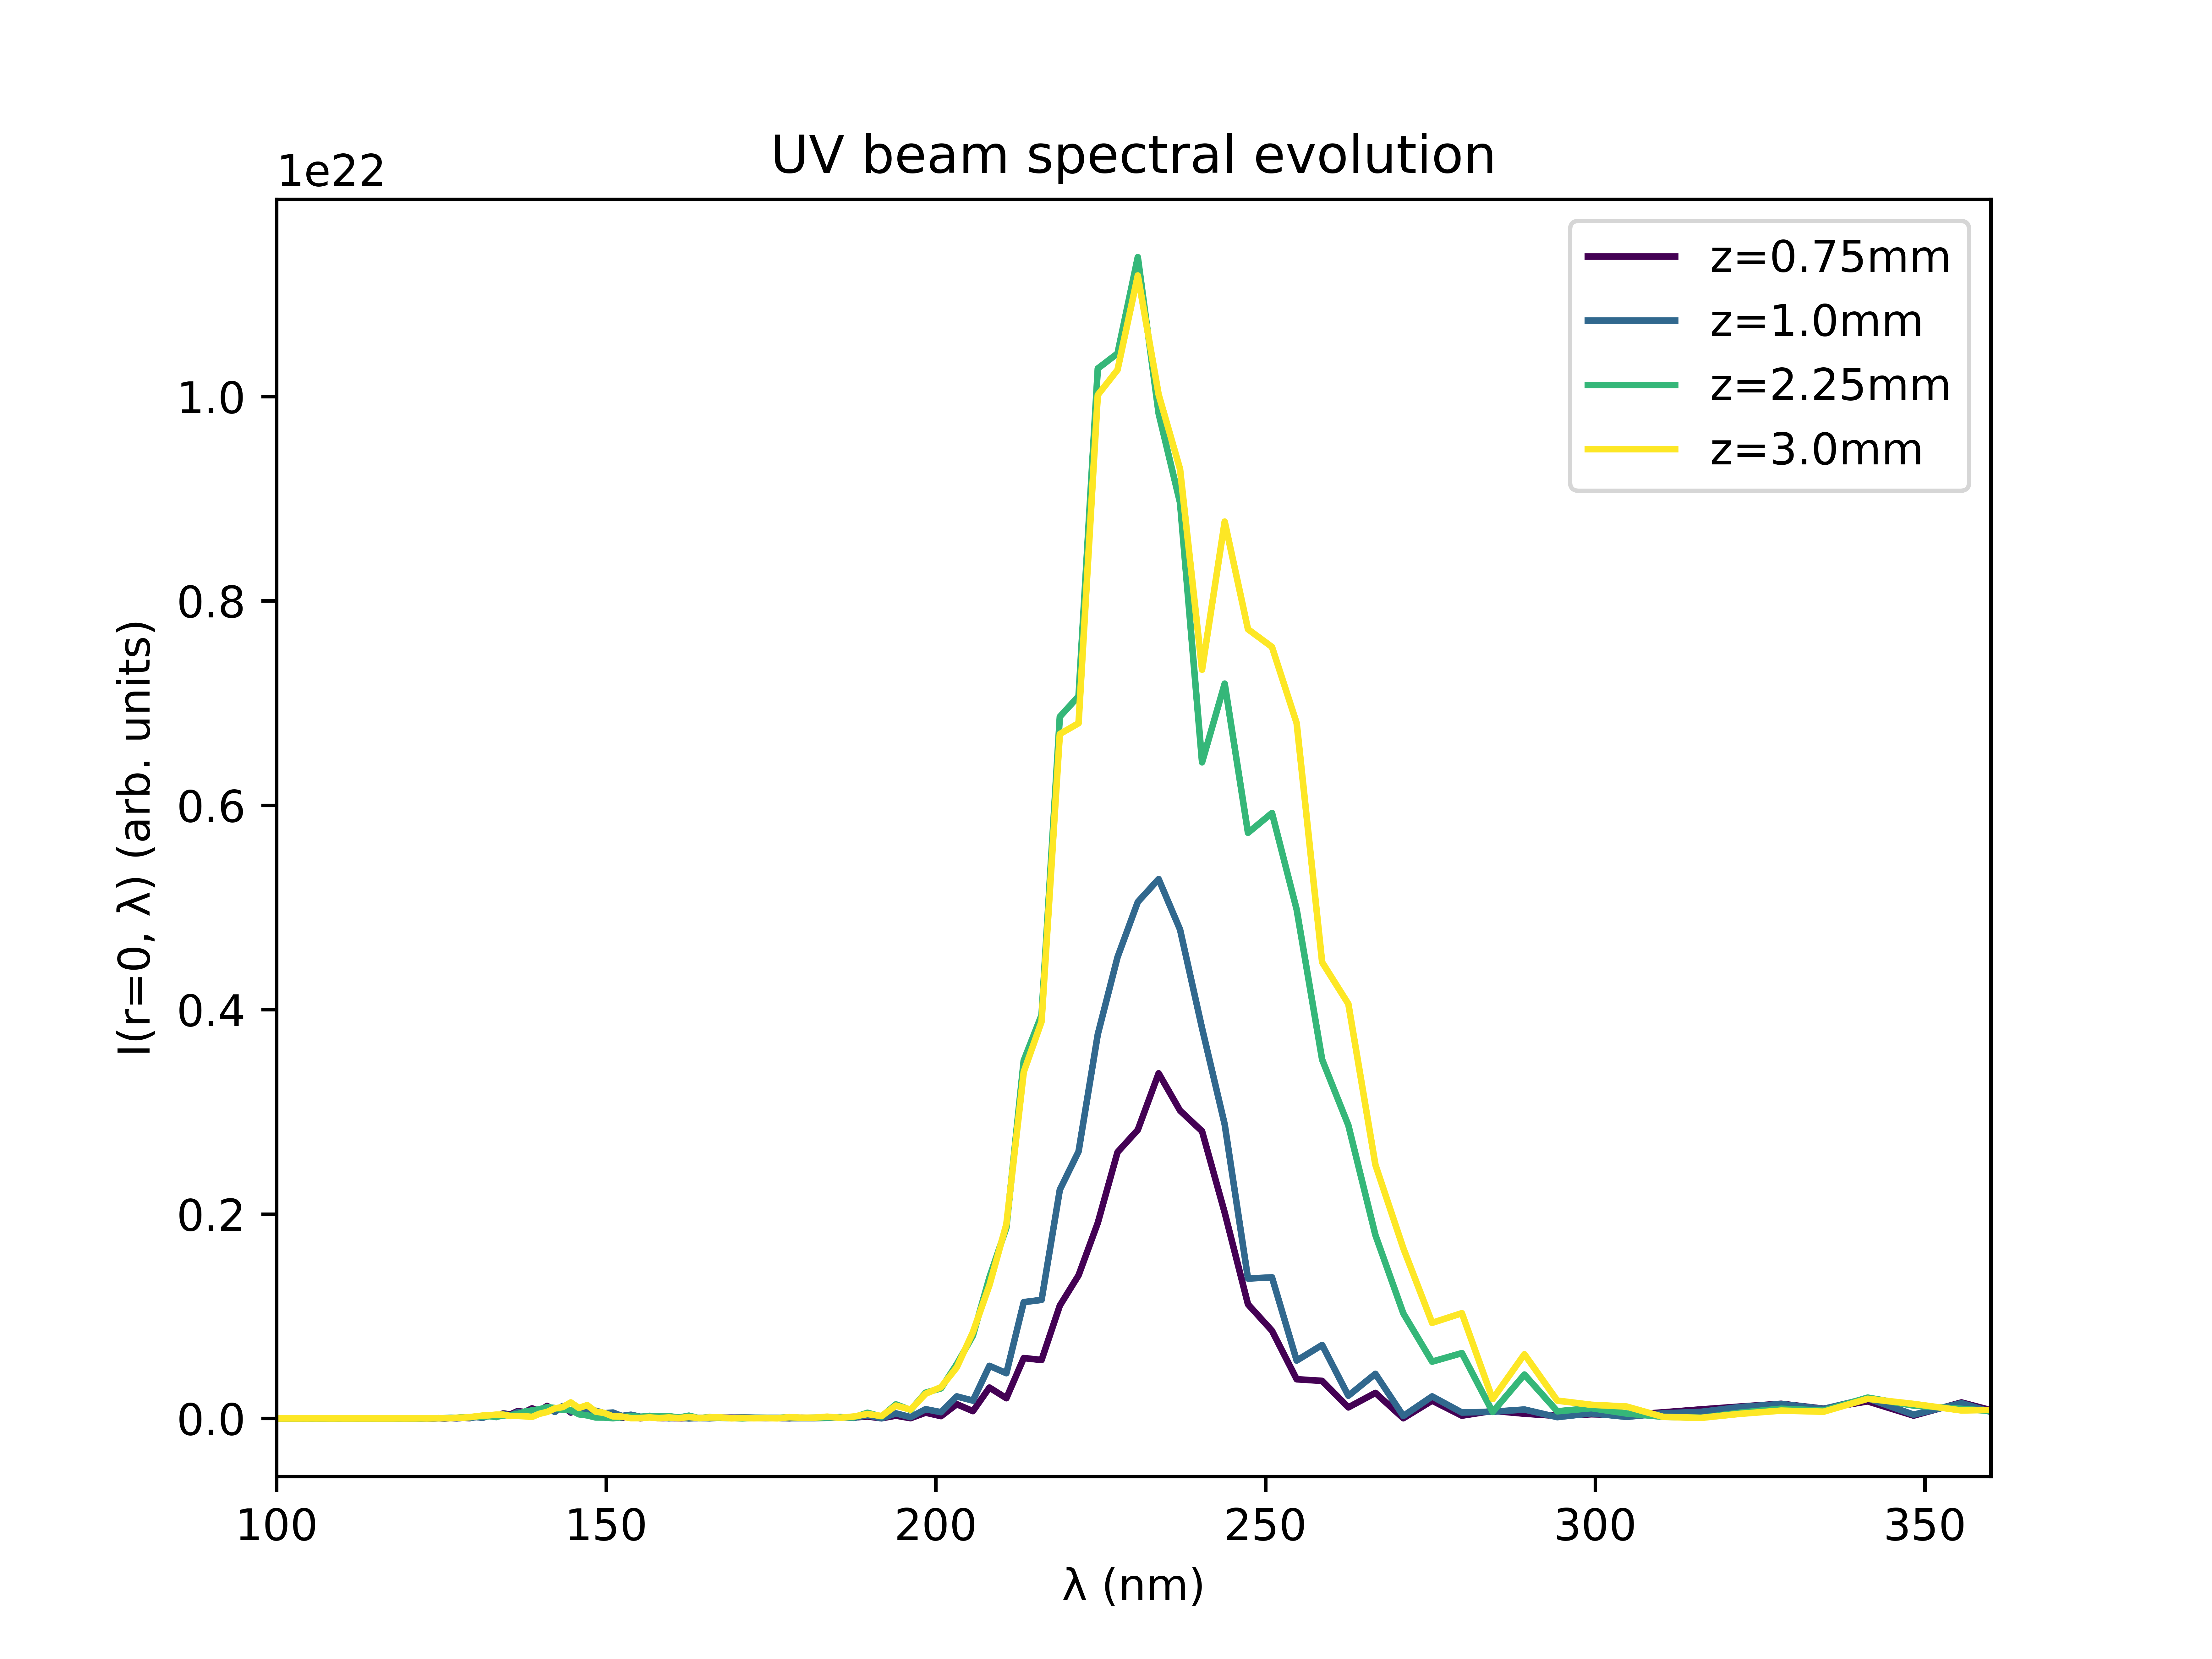 UV beam spectral evolution
1e22
z=0.75mm
z=1.0mm
z=2.25mm
z=3.0mm
I(r=0, λ) (arb. units)
1.0
0.8
0.6
0.4
0.2
0.0
100 150 200 250 300 350
λ (nm)